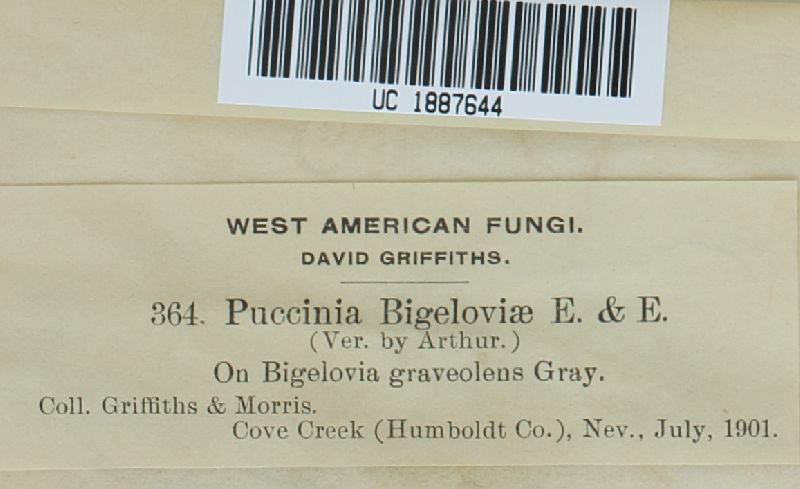 UC 1887644
WEST AMERICAN FUNGI.
DAVID GRIFFITHS.
364. Puccinia Bigeloviæ E. & E.
(Ver. by Arthur.)
On Bigelovia graveolens Gray.
Coll. Griffiths & Morris.
Cove Creek (Humboldt Co.), Nev., July, 1901.